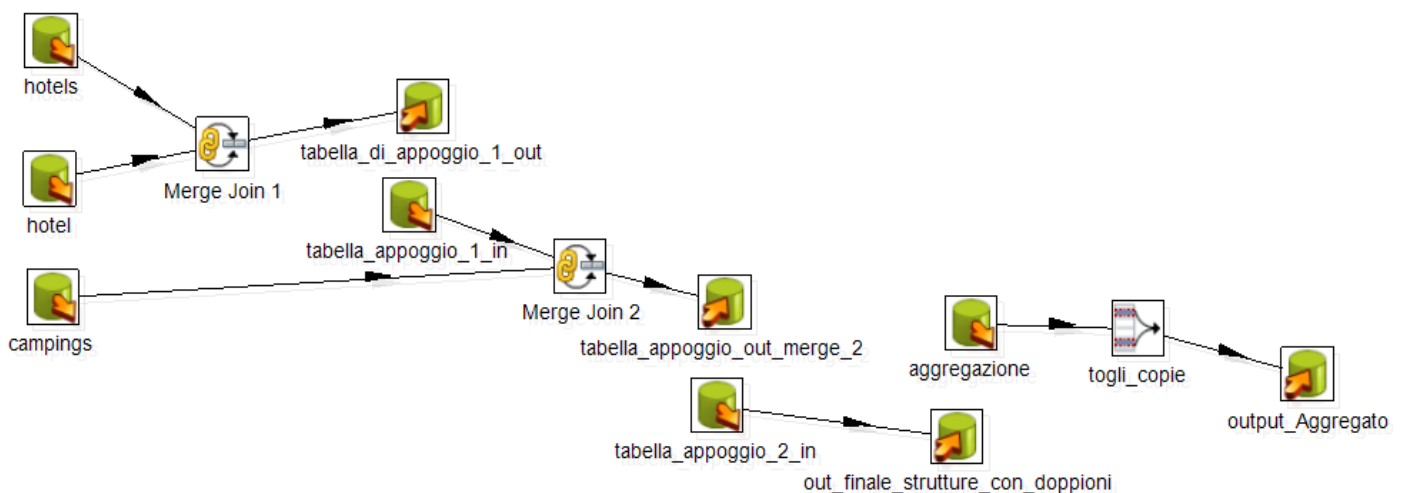 hotels
tabella_di_appoggio_1_out
Merge Join 1
hotel
tabella_appoggio_1_in
Merge Join 2
campings
tabella_appoggio_out_merge_2
aggregazione
togli_copie
output_Aggregato
tabella_appoggio_2_in
out_finale_strutture_con_doppioni